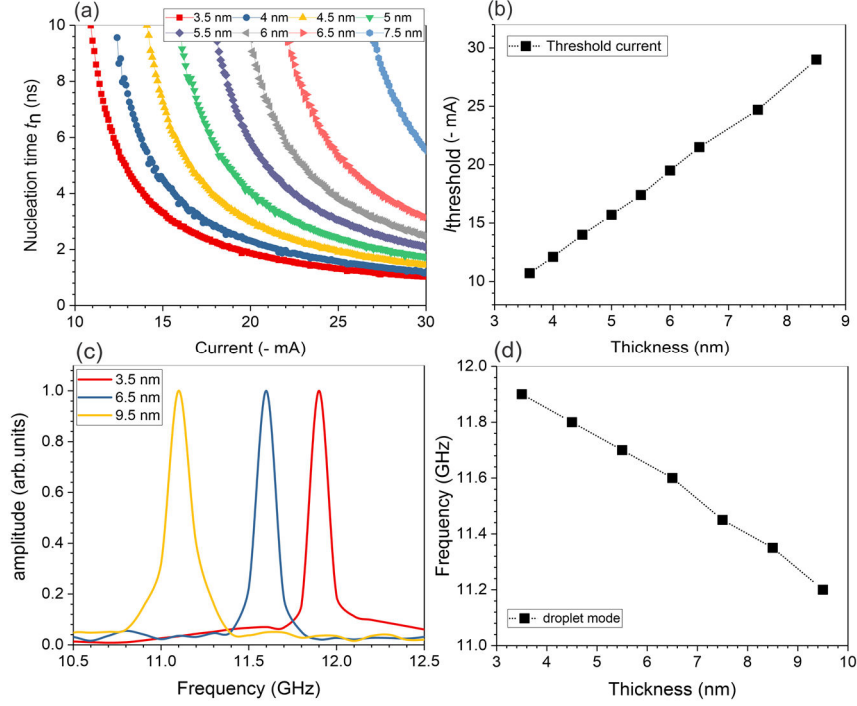 (a)
3.5 nm 4 nm 4.5 nm 5 nm
5.5 nm 6 nm 6.5 nm 7.5 nm
10
8
6
4
2
0
Nucleation time tn (ns)
10 15 20 25 30
Current (- mA)
(b)
Threshold current
30
25
20
15
10
Ithreshold (- mA)
3 4 5 6 7 8 9
Thickness (nm)
(c)
3.5 nm
6.5 nm
9.5 nm
1.0
0.8
0.6
0.4
0.2
0.0
amplitude (arb.units)
10.5 11.0 11.5 12.0 12.5
Frequency (GHz)
(d)
12.0
11.8
11.6
11.4
11.2
11.0
Frequency (GHz)
droplet mode
3 4 5 6 7 8 9 10
Thickness (nm)